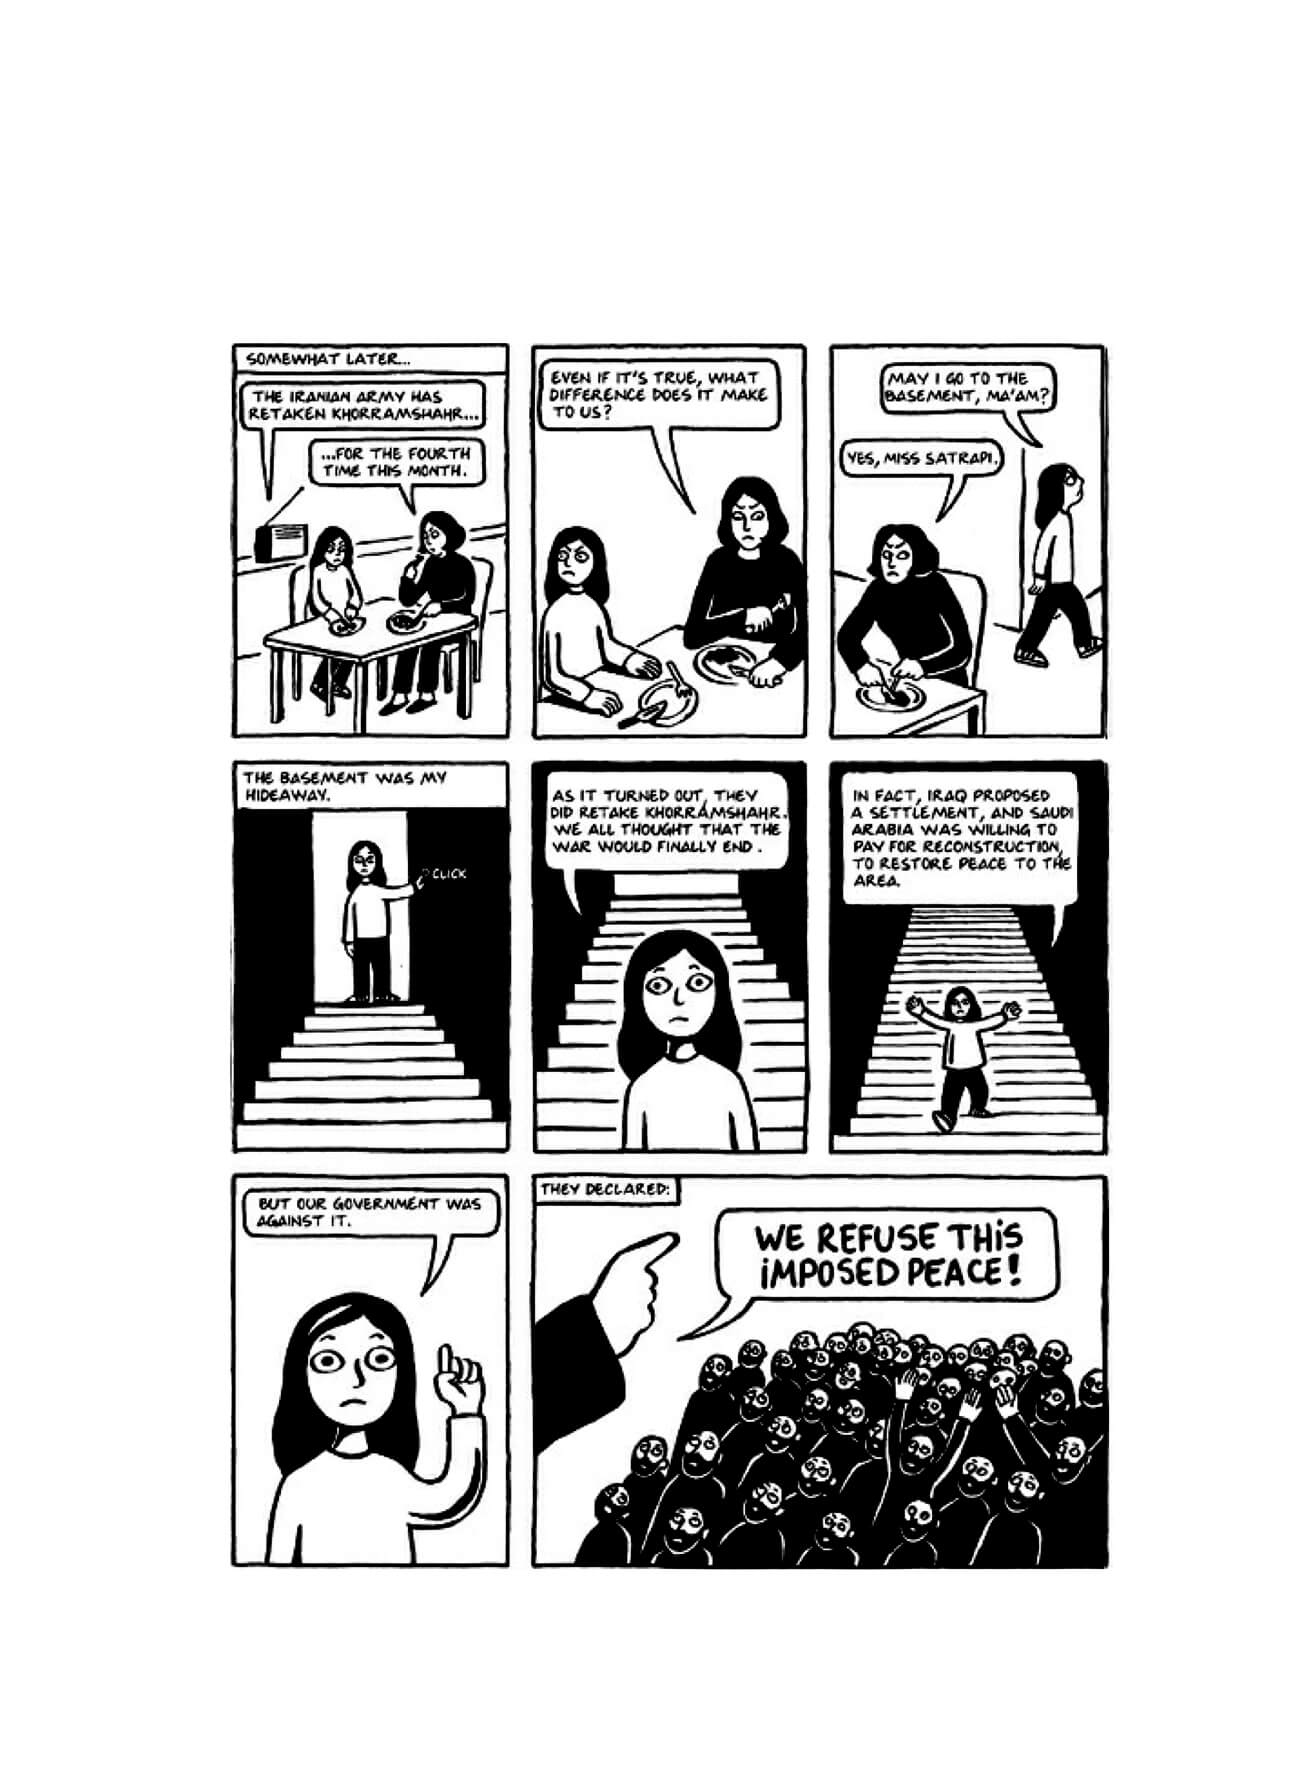 SOMEWHAT LATER...
THE IRANIAN ARMY HAS
RETAKEN KHORRAMSHAHR...
...FOR THE FOURTH
TIME THIS MONTH.
EVEN IF IT'S TRUE, WHAT
DIFFERENCE DOES IT MAKE
TO US?
MAY I GO TO THE
BASEMENT, MA'AM?
YES, MISS SATRAPI.
THE BASEMENT WAS MY
HIDEAWAY.
CLICK
AS IT TURNED OUT, THEY
DID RETAKE KHORRAMSHAHR.
WE ALL THOUGHT THAT THE
WAR WOULD FINALLY END.
IN FACT, IRAQ PROPOSED
A SETTLEMENT, AND SAUDI
ARABIA WAS WILLING TO
PAY FOR RECONSTRUCTION,
TO RESTORE PEACE TO THE
AREA.
BUT OUR GOVERNMENT WAS
AGAINST IT.
THEY DECLARED:
WE REFUSE THiS
iMPOSED PEACE!